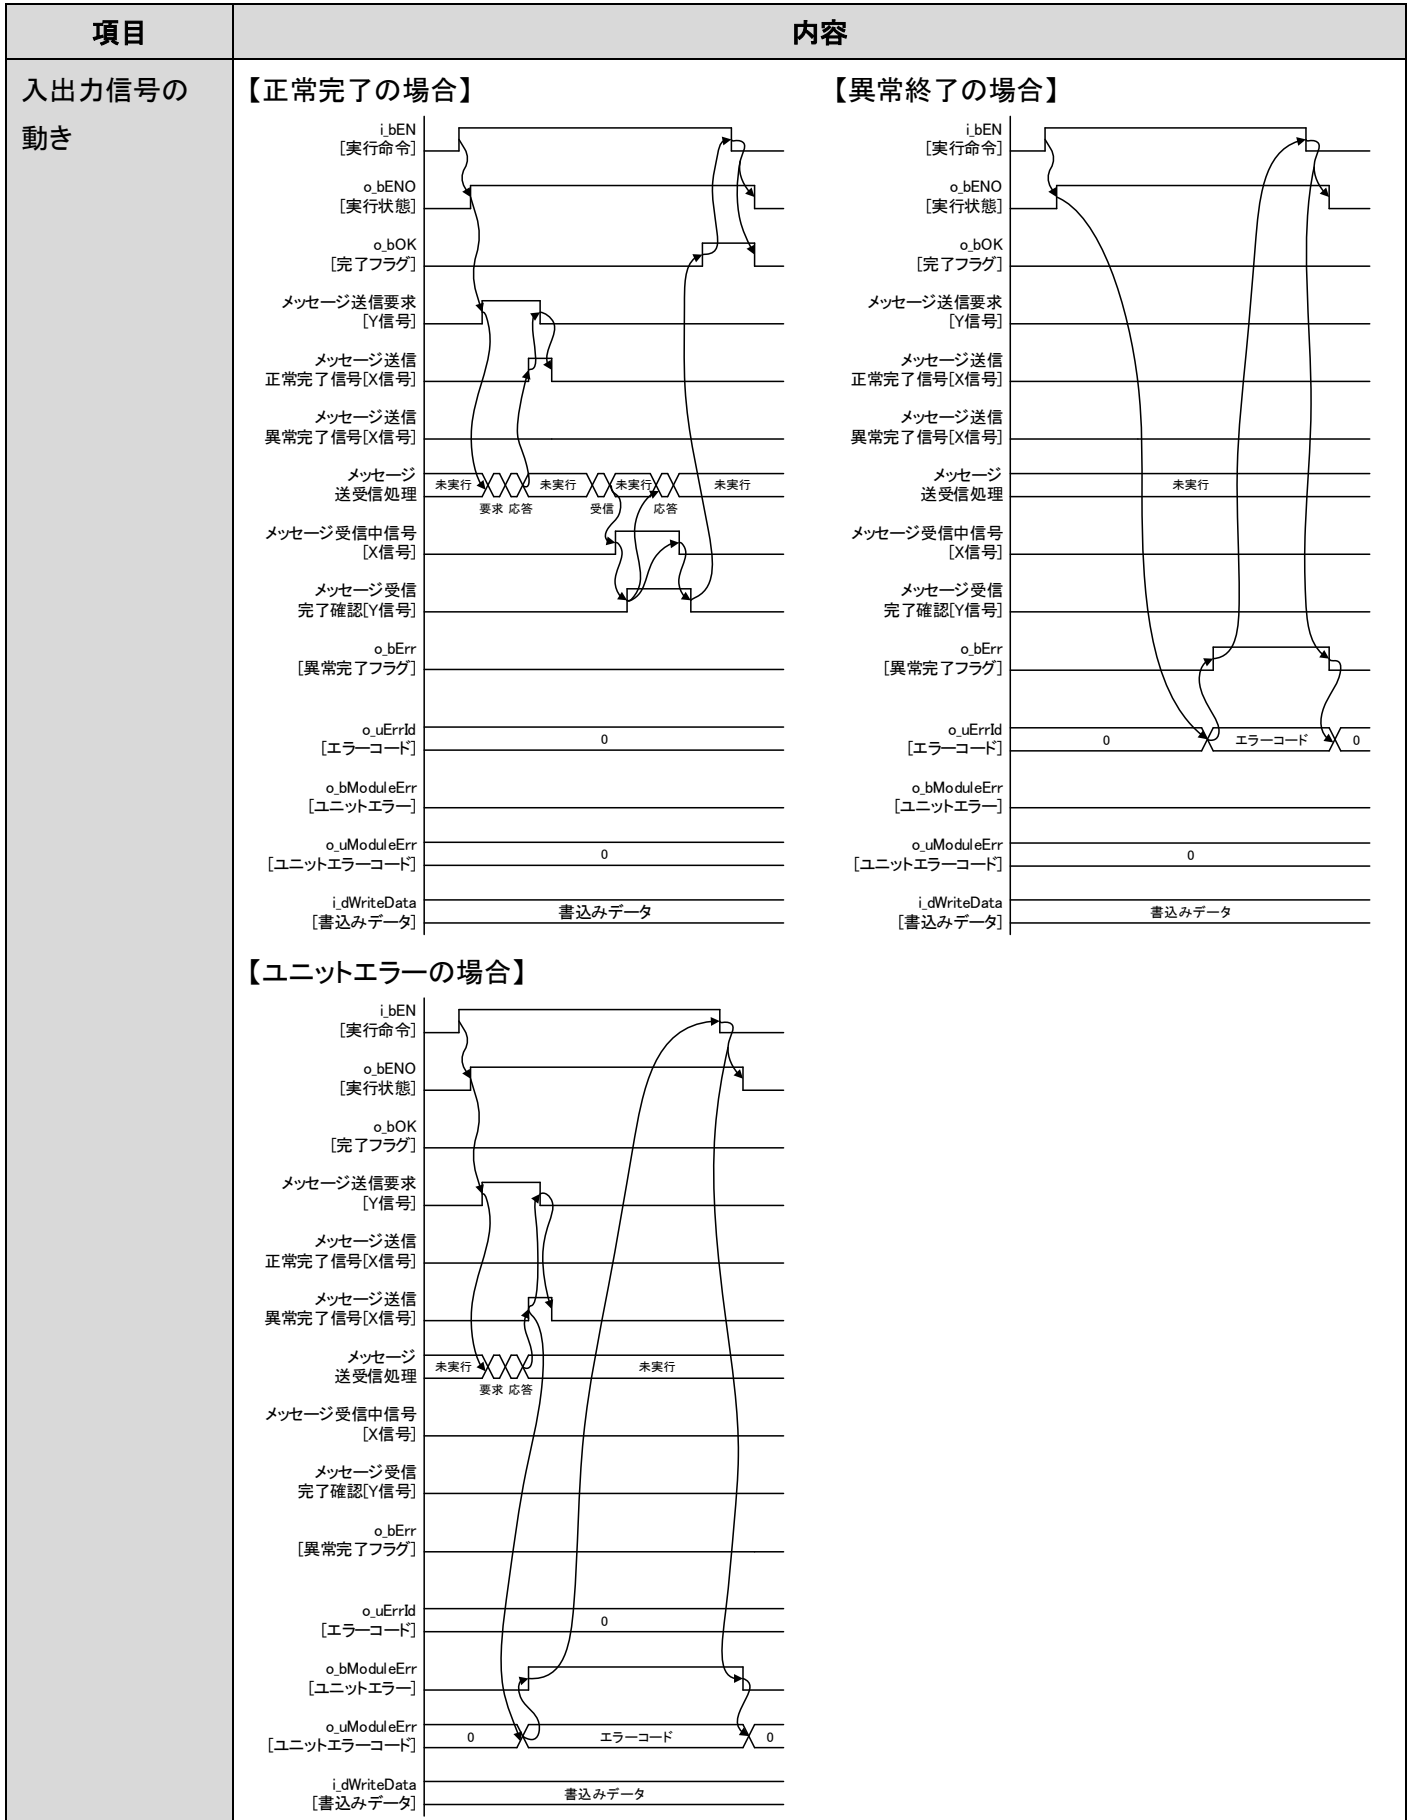 項目
内容
入出力信号の
動き
【正常完了の場合】
i_bEN
[実行命令]
o_bENO
[実行状態]
o_bOK
[完了フラグ]
メッセージ送信要求
[Y信号]
メッセージ送信
正常完了信号[X信号]
メッセージ送信
異常完了信号[X信号]
メッセージ
送受信処理
未実行
未実行
未実行
未実行
要求
応答
受信
応答
メッセージ受信中信号
[X信号]
メッセージ受信
完了確認[Y信号]
o_bErr
[異常完了フラグ]
o_uErrId
[エラーコード]
0
o_bModuleErr
[ユニットエラー]
o_uModuleErr
[ユニットエラーコード]
0
i_dWriteData
[書込みデータ]
書込みデータ
【異常終了の場合】
i_bEN
[実行命令]
o_bENO
[実行状態]
o_bOK
[完了フラグ]
メッセージ送信要求
[Y信号]
メッセージ送信
正常完了信号[X信号]
メッセージ送信
異常完了信号[X信号]
メッセージ
送受信処理
未実行
メッセージ受信中信号
[X信号]
メッセージ受信
完了確認[Y信号]
o_bErr
[異常完了フラグ]
o_uErrId
[エラーコード]
0
エラーコード
0
o_bModuleErr
[ユニットエラー]
o_uModuleErr
[ユニットエラーコード]
0
i_dWriteData
[書込みデータ]
書込みデータ
【ユニットエラーの場合】
i_bEN
[実行命令]
o_bENO
[実行状態]
o_bOK
[完了フラグ]
メッセージ送信要求
[Y信号]
メッセージ送信
正常完了信号[X信号]
メッセージ送信
異常完了信号[X信号]
メッセージ
送受信処理
未実行
未実行
要求
応答
メッセージ受信中信号
[X信号]
メッセージ受信
完了確認[Y信号]
o_bErr
[異常完了フラグ]
o_uErrId
[エラーコード]
0
o_bModuleErr
[ユニットエラー]
o_uModuleErr
[ユニットエラーコード]
0
エラーコード
0
i_dWriteData
[書込みデータ]
書込みデータ